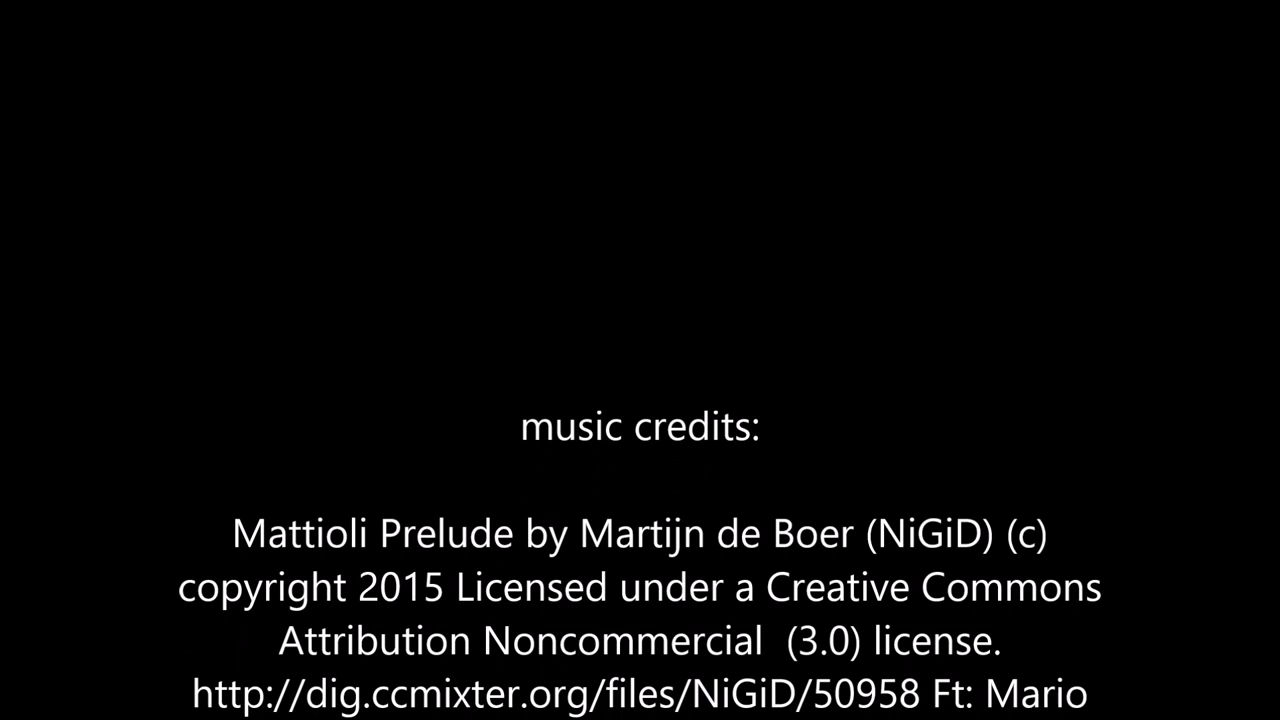 music credits:
Mattioli Prelude by Martijn de Boer (NiGiD) (c)
copyright 2015 Licensed under a Creative Commons
Attribution Noncommercial  (3.0) license.
http://dig.ccmixter.org/files/NiGiD/50958 Ft: Mario